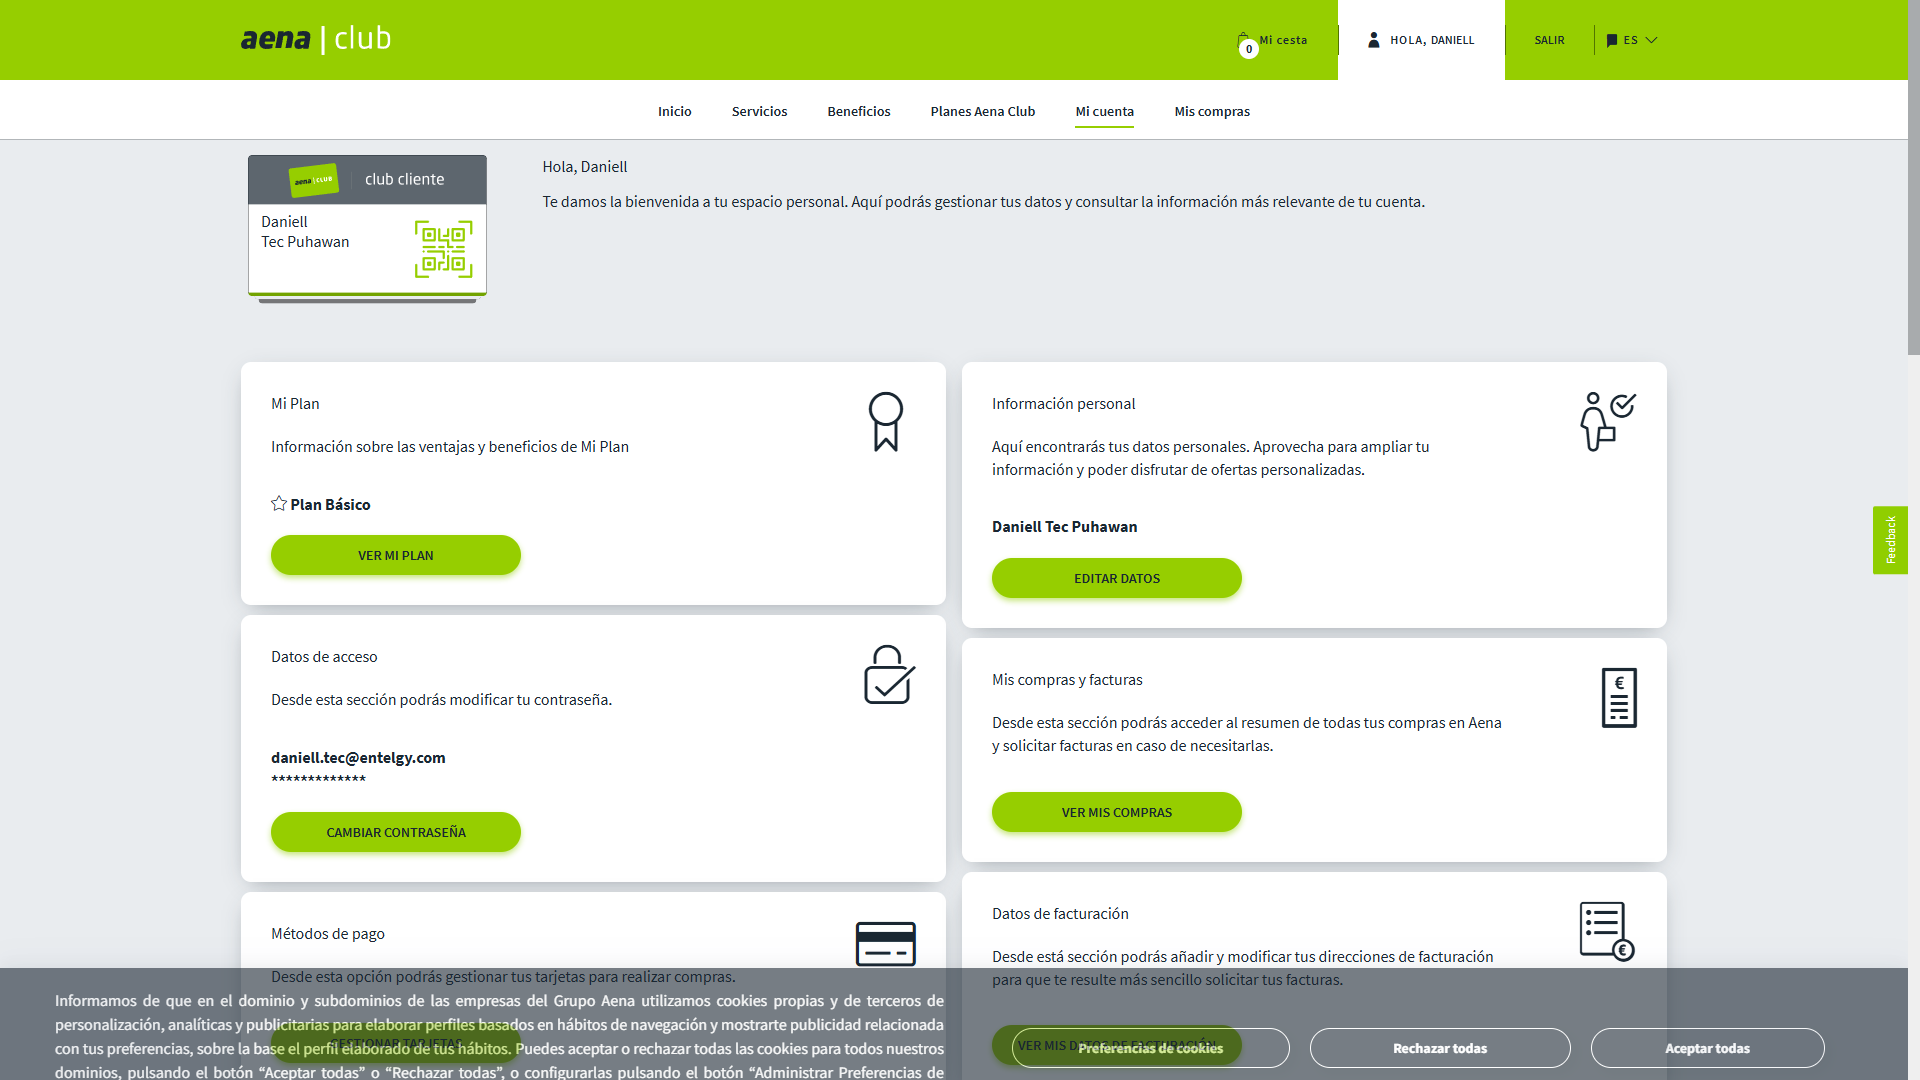 aena | club
0
Mi cesta
HOLA, DANIELL
SALIR
ES
Inicio
Servicios
Beneficios
Planes Aena Club
Mi cuenta
Mis compras
aena | CLUB
club cliente
Daniell
Tec Puhawan
Hola, Daniell
Te damos la bienvenida a tu espacio personal. Aquí podrás gestionar tus datos y consultar la información más relevante de tu cuenta.
Mi Plan
Información sobre las ventajas y beneficios de Mi Plan
Plan Básico
VER MI PLAN
Información personal
Aquí encontrarás tus datos personales. Aprovecha para ampliar tu
información y poder disfrutar de ofertas personalizadas.
Daniell Tec Puhawan
EDITAR DATOS
Feedback
Datos de acceso
Desde esta sección podrás modificar tu contraseña.
daniell.tec@entelgy.com
*************
CAMBIAR CONTRASEÑA
Mis compras y facturas
Desde esta sección podrás acceder al resumen de todas tus compras en Aena
y solicitar facturas en caso de necesitarlas.
VER MIS COMPRAS
Métodos de pago
Desde esta opción podrás gestionar tus tarjetas para realizar compras.
GESTIONAR TARJETAS
Datos de facturación
Desde está sección podrás añadir y modificar tus direcciones de facturación
para que te resulte más sencillo solicitar tus facturas.
VER MIS DATOS DE FACTURACIÓN
Informamos de que en el dominio y subdominios de las empresas del Grupo Aena utilizamos cookies propias y de terceros de
personalización, analíticas y publicitarias para elaborar perfiles basados en hábitos de navegación y mostrarte publicidad relacionada
con tus preferencias, sobre la base el perfil elaborado de tus hábitos. Puedes aceptar o rechazar todas las cookies para todos nuestros
dominios, pulsando el botón “Aceptar todas” o “Rechazar todas”, o configurarlas pulsando el botón “Administrar Preferencias de
Preferencias de cookies
Rechazar todas
Aceptar todas